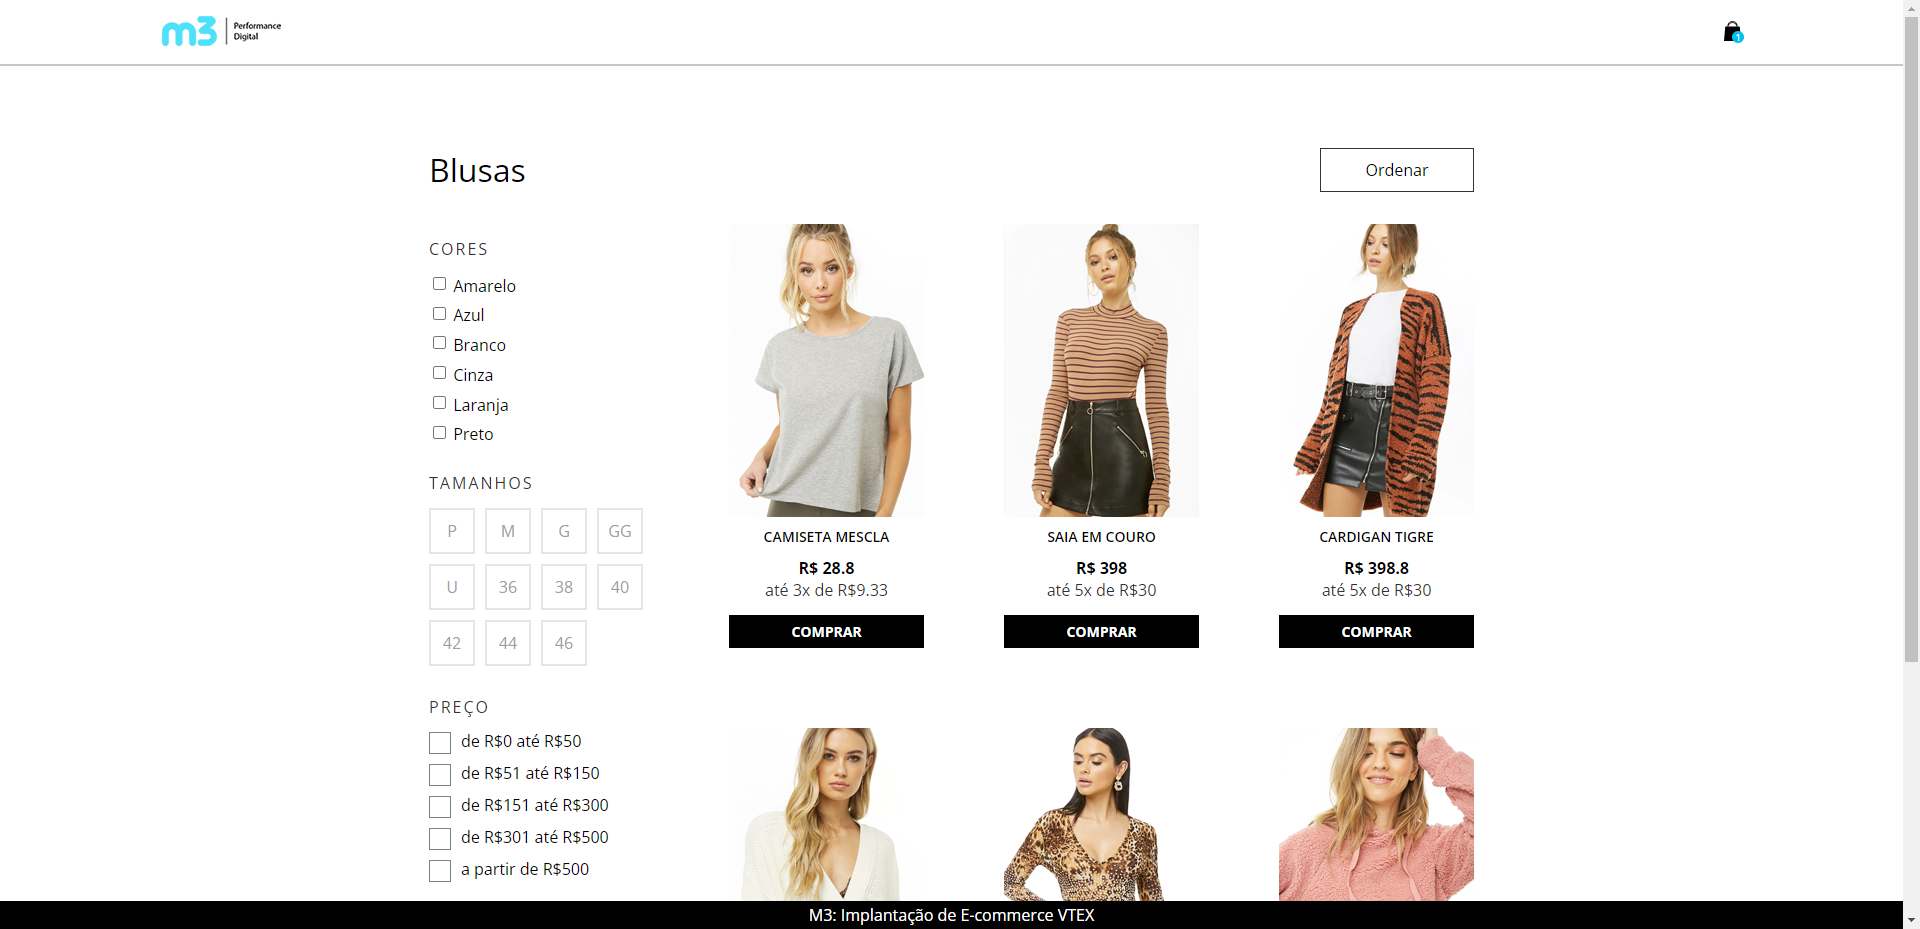 m3 Performance
Digital
1
Blusas
Ordenar
CORES
Amarelo
Azul
Branco
Cinza
Laranja
Preto
TAMANHOS
P M G GG
U 36 38 40
42 44 46
PREÇO
de R$0 até R$50
de R$51 até R$150
de R$151 até R$300
de R$301 até R$500
a partir de R$500
CAMISETA MESCLA
R$ 28.8
até 3x de R$9.33
COMPRAR
SAIA EM COURO
R$ 398
até 5x de R$30
COMPRAR
CARDIGAN TIGRE
R$ 398.8
até 5x de R$30
COMPRAR
M3: Implantação de E-commerce VTEX